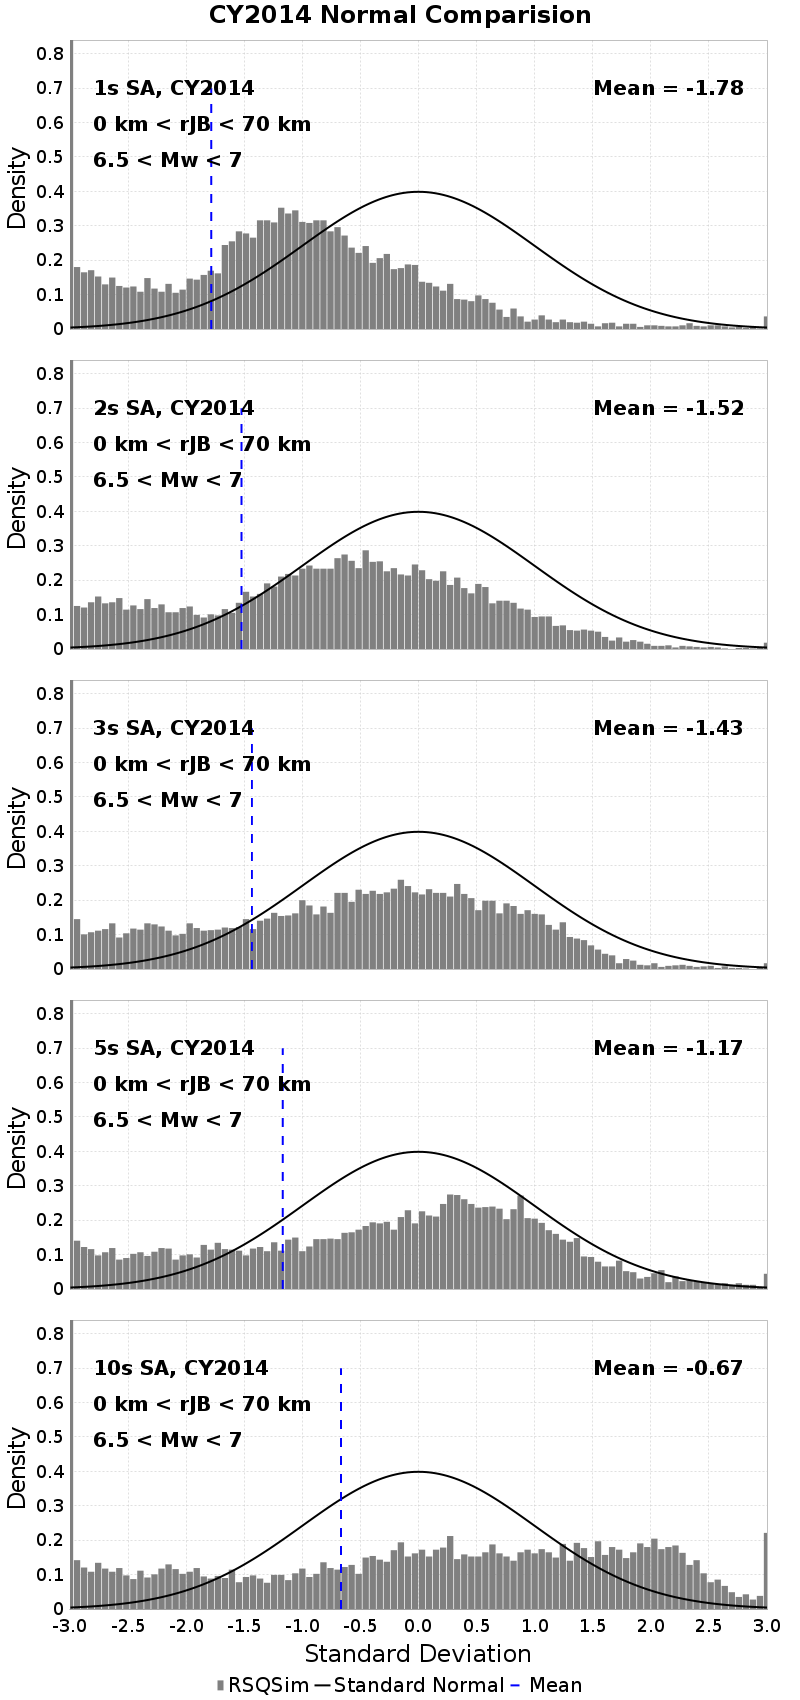 CY2014 Normal Comparision
0.8
0.7
0.6
0.5
0.4
0.3
0.2
0.1
0
Density
1s SA, CY2014
0 km < rJB < 70 km
6.5 < Mw < 7
Mean = -1.78
0.8
0.7
0.6
0.5
0.4
0.3
0.2
0.1
0
Density
2s SA, CY2014
0 km < rJB < 70 km
6.5 < Mw < 7
Mean = -1.52
0.8
0.7
0.6
0.5
0.4
0.3
0.2
0.1
0
Density
3s SA, CY2014
0 km < rJB < 70 km
6.5 < Mw < 7
Mean = -1.43
0.8
0.7
0.6
0.5
0.4
0.3
0.2
0.1
0
Density
5s SA, CY2014
0 km < rJB < 70 km
6.5 < Mw < 7
Mean = -1.17
0.8
0.7
0.6
0.5
0.4
0.3
0.2
0.1
0
Density
10s SA, CY2014
0 km < rJB < 70 km
6.5 < Mw < 7
Mean = -0.67
-3.0 -2.5 -2.0 -1.5 -1.0 -0.5 0.0 0.5 1.0 1.5 2.0 2.5 3.0
Standard Deviation
RSQSim Standard Normal Mean